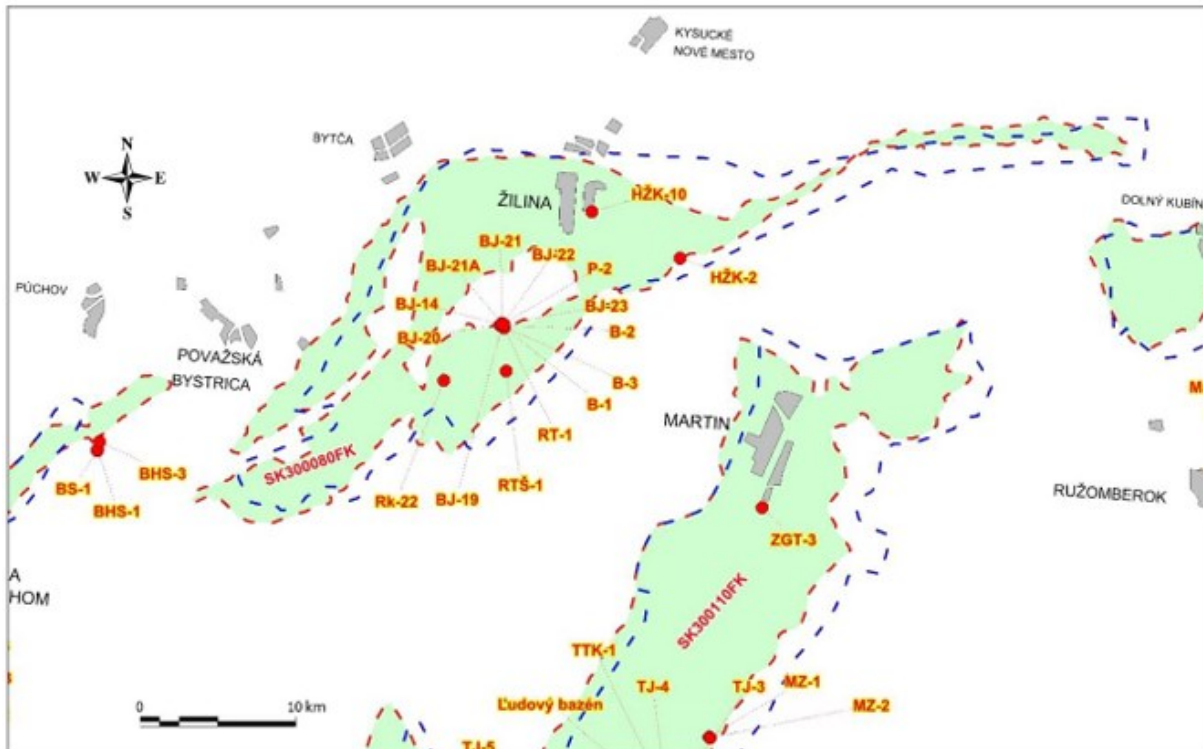 KYSUCKÉ
NOVÉ MESTO
BYTČA
N
W E
S
ŽILINA
HŽK-10
DOLNÝ KUBÍN
BJ-21
BJ-22
BJ-21A
P-2
HŽK-2
PÚCHOV
BJ-14
BJ-23
BJ-20
B-2
POVAŽSKÁ
BYSTRICA
B-3
B-1
MARTIN
RT-1
SK300080FK
BHS-3
BS-1
BHS-1
Rk-22
BJ-19
RTŠ-1
RUŽOMBEROK
ZGT-3
A
HOM
SK300110FK
TTK-1
TJ-4
TJ-3
MZ-1
MZ-2
Ľudový bazén
0 10 km
TJ-5